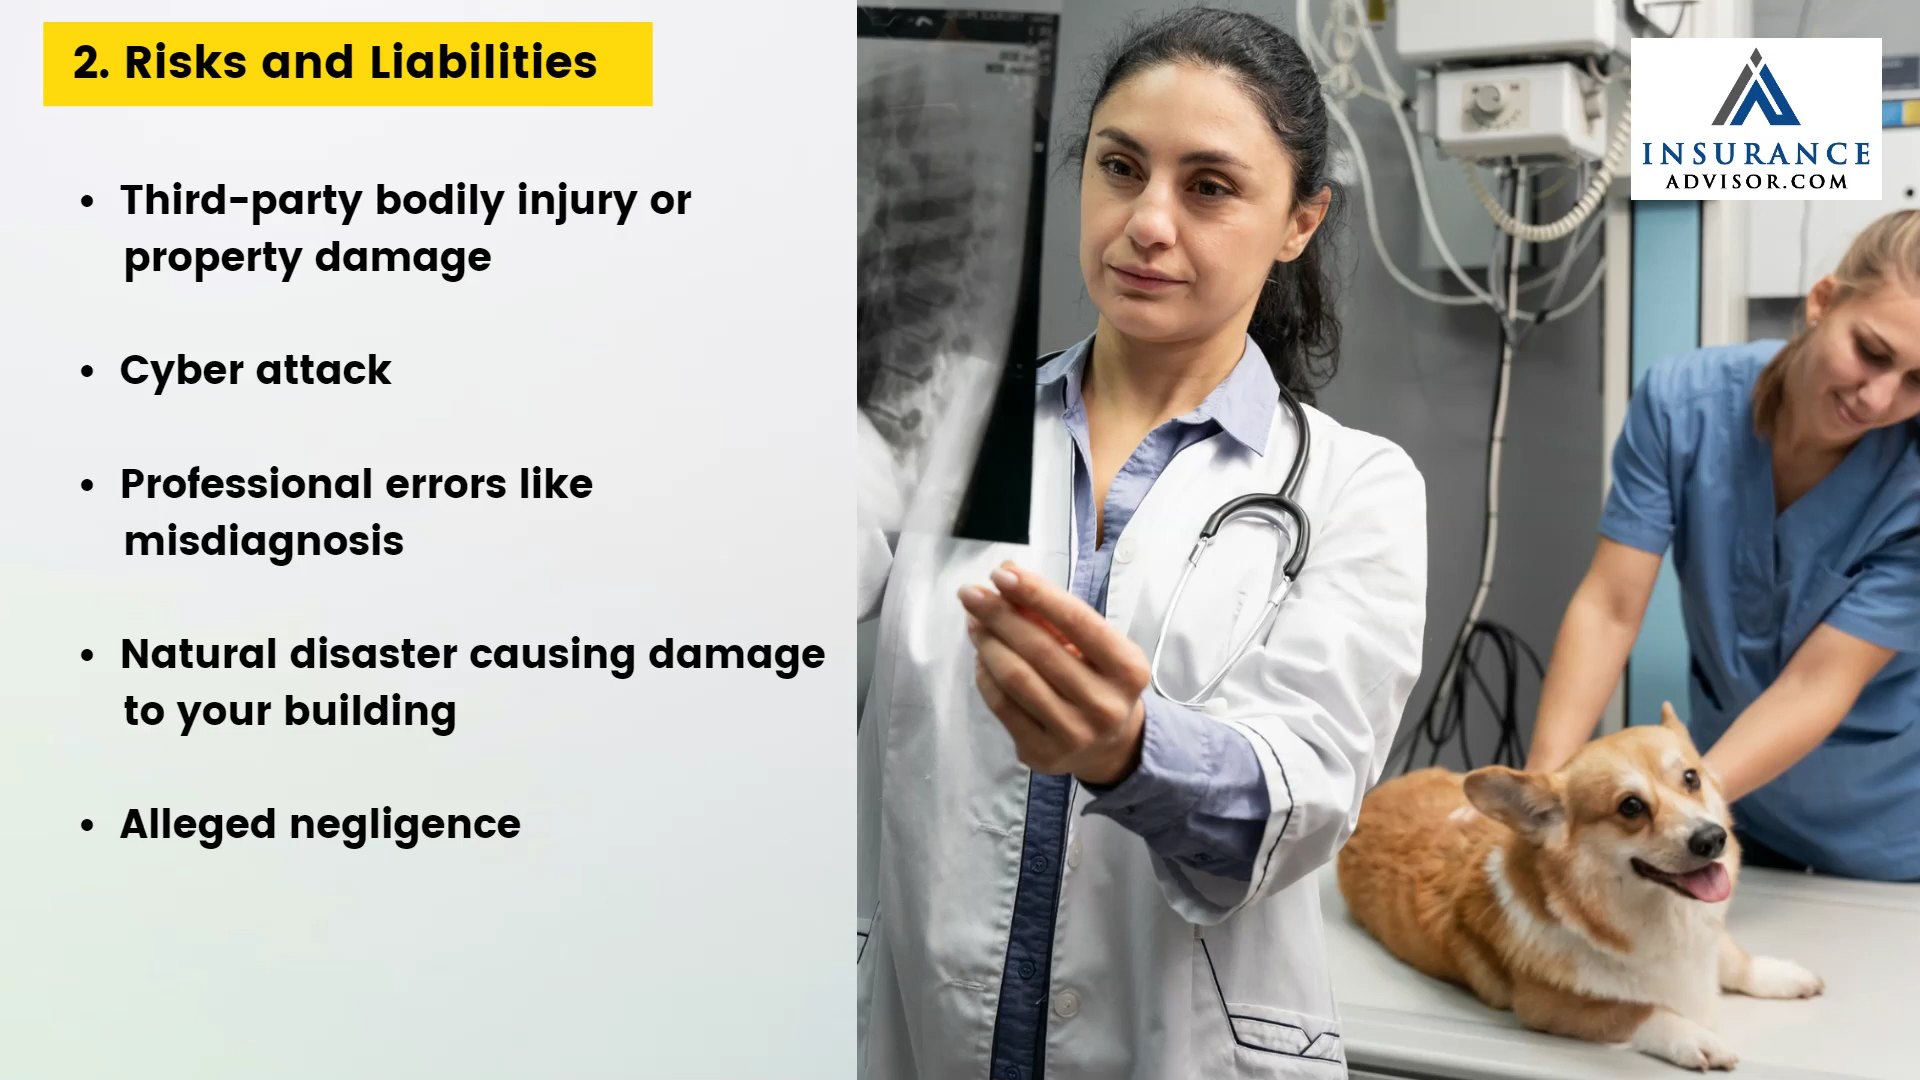 2. Risks and Liabilities
• Third-party bodily injury or
property damage
• Cyber attack
• Professional errors like
misdiagnosis
• Natural disaster causing damage
to your building
• Alleged negligence
INSURANCE
ADVISOR.COM